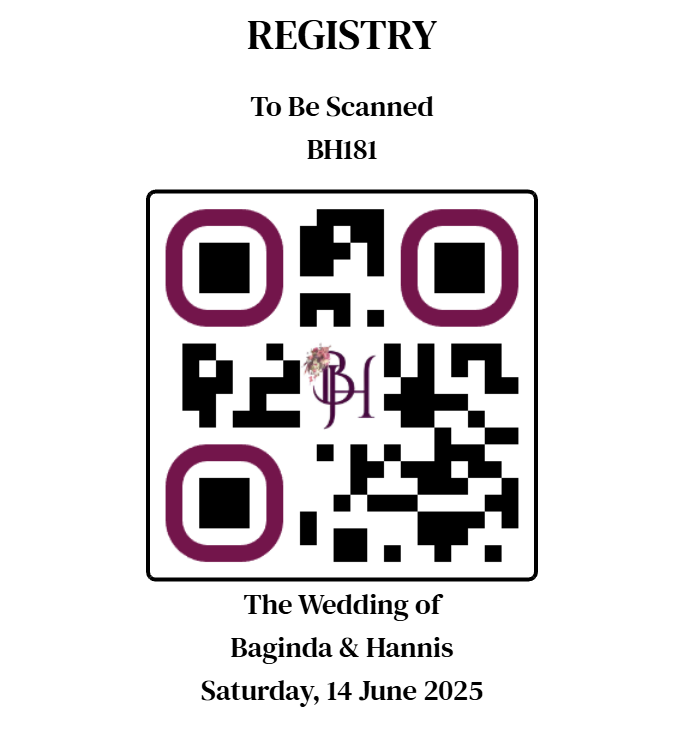 REGISTRY
To Be Scanned
BH181
BH
The Wedding of
Baginda & Hannis
Saturday, 14 June 2025